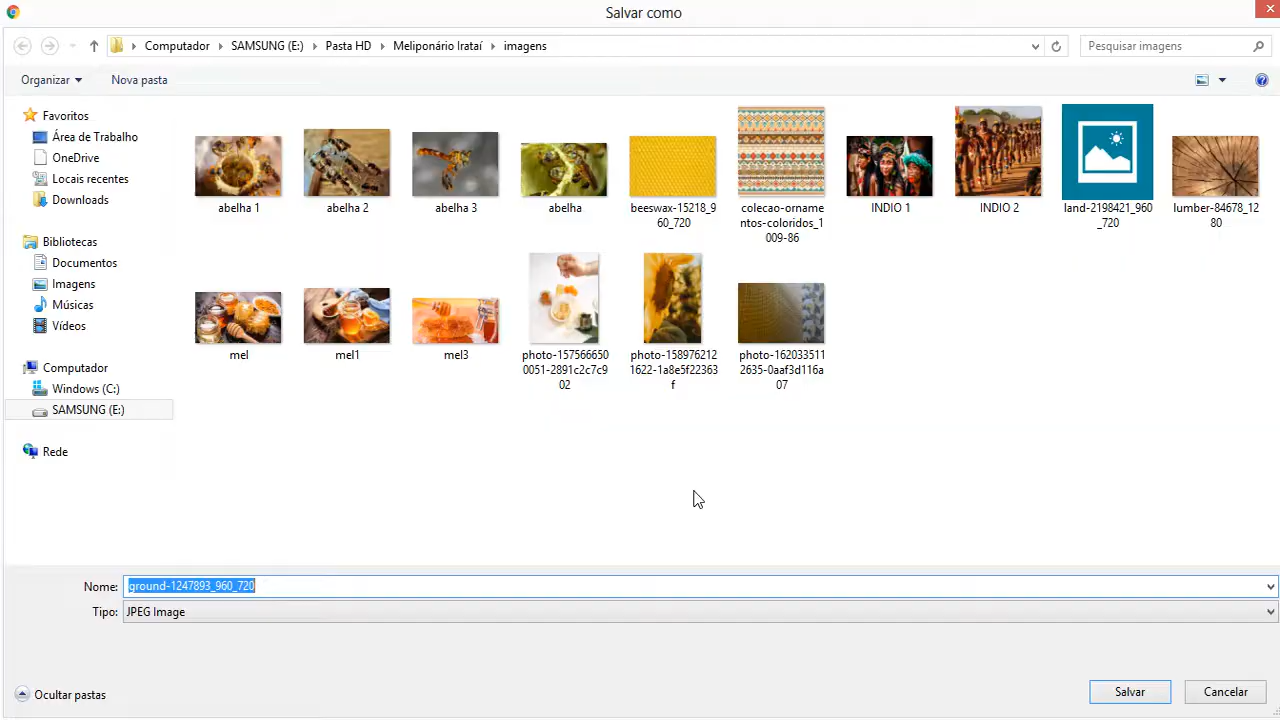 Salvar como
Computador SAMSUNG (E:) Pasta HD Meliponário Irataí imagens
Pesquisar imagens
Organizar
Nova pasta
Favoritos
Área de Trabalho
OneDrive
Locais recentes
Downloads
Bibliotecas
Documentos
Imagens
Músicas
Vídeos
Computador
Windows (C:)
SAMSUNG (E:)
Rede
abelha 1
abelha 2
abelha 3
abelha
beeswax-15218_9
60_720
colecao-orname
ntos-coloridos_1
009-86
INDIO 1
INDIO 2
land-2198421_960
_720
lumber-84678_12
80
mel
mel1
mel3
photo-157566650
0051-2891c2c7c9
02
photo-158976212
1622-1a8e5f22363
f
photo-162033511
2635-0aaf3d116a
07
Nome: ground-1247893_960_720
Tipo: JPEG Image
Ocultar pastas
Salvar
Cancelar